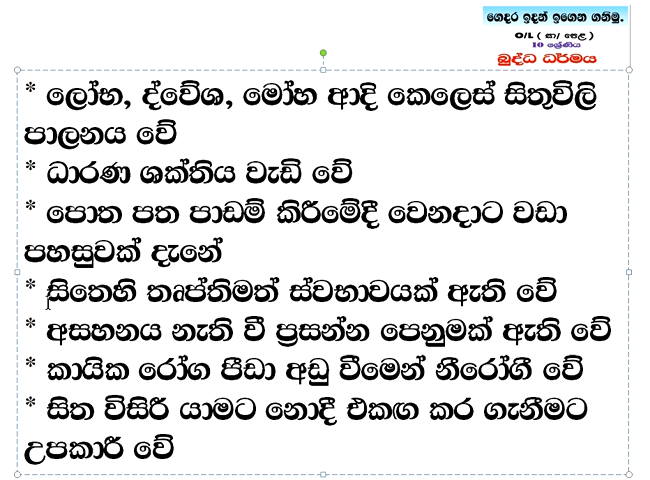 ගෙදර ඉඳන් ඉගෙන ගනිමු.
O/L ( සා/ පෙළ )
10 ශ්‍රේණිය
බුද්ධ ධර්මය
* ලෝභ, ද්වේශ, මෝහ ආදි කෙලෙස් සිතුවිලි
පාලනය වේ
* ධාරණ ශක්තිය වැඩි වේ
* පොත පත පාඩම් කිරීමේදී වෙනදාට වඩා
පහසුවක් දැනේ
* සිතෙහි තෘප්තිමත් ස්වභාවයක් ඇති වේ
* අසහනය නැති වී ප්‍රසන්න පෙනුමක් ඇති වේ
* කායික රෝග පීඩා අඩු වීමෙන් නීරෝගී වේ
* සිත විසිරී යාමට නොදී එකඟ කර ගැනීමට
උපකාරී වේ